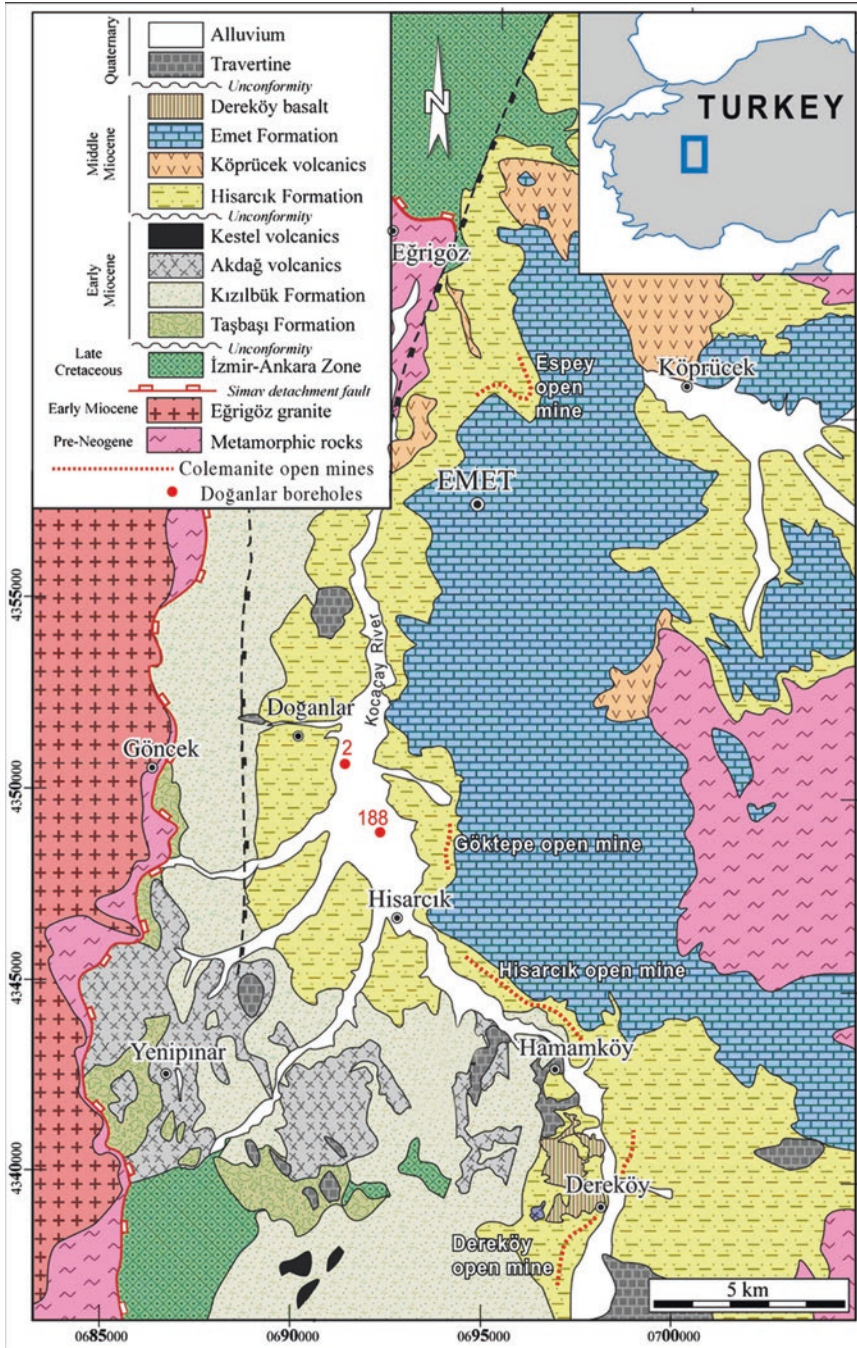 Quaternary
Alluvium
Travertine
Unconformity
Middle
Miocene
Dereköy basalt
Emet Formation
Köprücek volcanics
Hisarcık Formation
Unconformity
Early
Miocene
Kestel volcanics
Akdağ volcanics
Kızılbük Formation
Taşbaşı Formation
Unconformity
Late
Cretaceous
İzmir-Ankara Zone
Simav detachment fault
Early Miocene
Eğrigöz granite
Pre-Neogene
Metamorphic rocks
Colemanite open mines
Doğanlar boreholes
N
TURKEY
Eğrigöz
Espey
open
mine
Köprücek
EMET
Kocaçay River
Doğanlar
Göncek
2
188
Göktepe open mine
Hisarcık
Hisarcık open mine
Yenipınar
Hamamköy
Dereköy
Dereköy
open mine
5 km
4355000
4350000
4345000
4340000
0685000
0690000
0695000
0700000